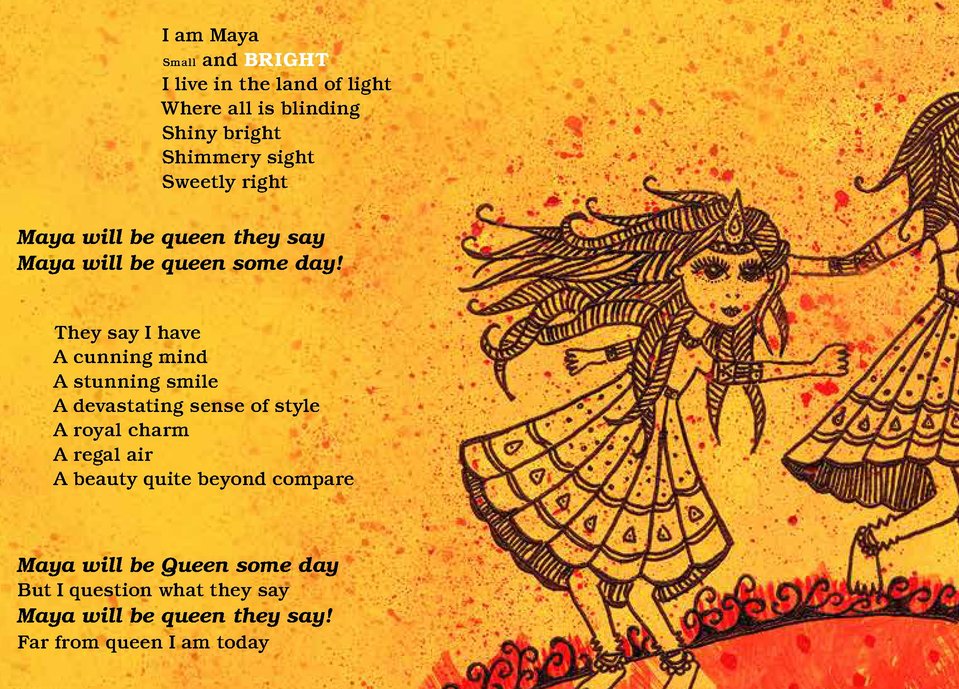 I am Maya
Small and BRIGHT
I live in the land of light
Where all is blinding
Shiny bright
Shimmery sight
Sweetly right
Maya will be queen they say
Maya will be queen some day!
They say I have
A cunning mind
A stunning smile
A devastating sense of style
A royal charm
A regal air
A beauty quite beyond compare
Maya will be Queen some day
But I question what they say
Maya will be queen they say!
Far from queen I am today